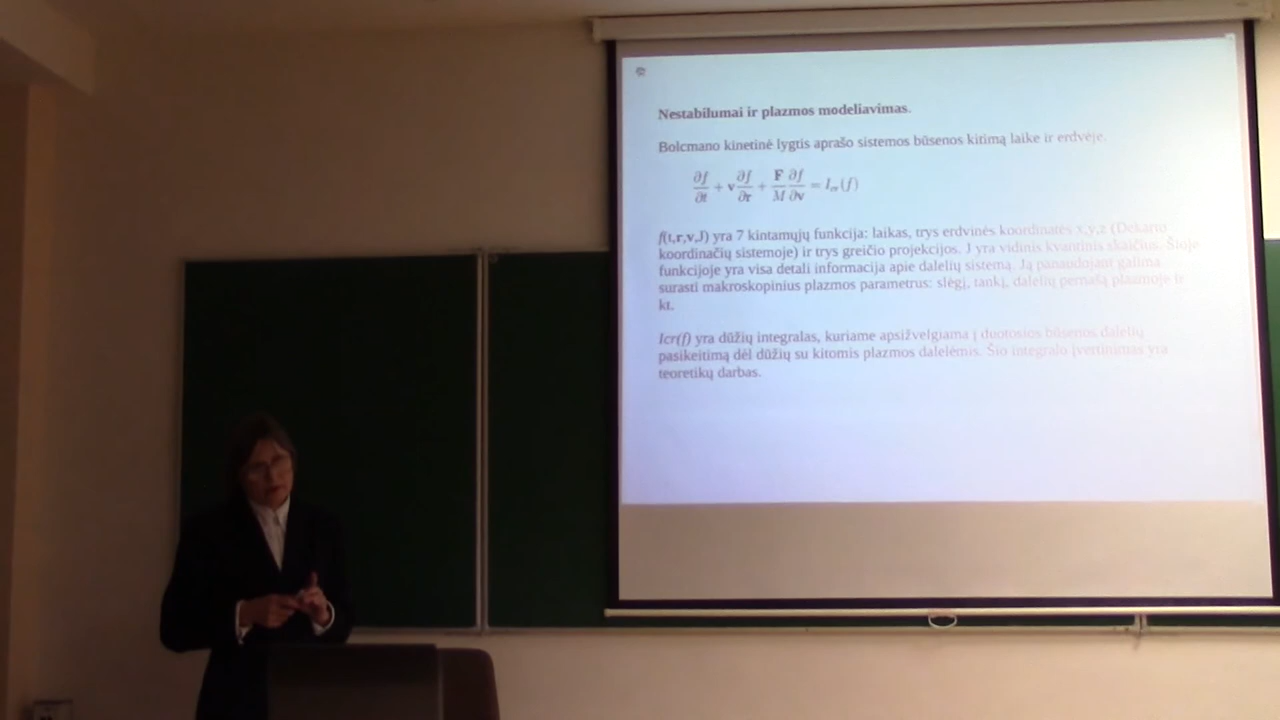 Nestabilumai ir plazmos modeliavimas.
Bolcmano kinetinė lygtis aprašo sistemos būsenos kitimą laike ir erdvėje.
∂f/∂t + v ∂f/∂r + F/M ∂f/∂v = I_cr(f)
f(t,r,v,J) yra 7 kintamųjų funkcija: laikas, trys erdvinės koordinatės x,y,z (Dekarto
koordinačių sistemoje) ir trys greičio projekcijos. J yra vidinis kvantinis skaičius. Šioje
funkcijoje yra visa detali informacija apie dalelių sistemą. Ją panaudojant galima
surasti makroskopinius plazmos parametrus: slėgį, tankį, dalelių pernašą plazmoje ir
kt.
Icr(f) yra dūžių integralas, kuriame apsižvelgiama į duotosios būsenos dalelių
pasikeitimą dėl dūžių su kitomis plazmos dalelėmis. Šio integralo įvertinimas yra
teoretikų darbas.